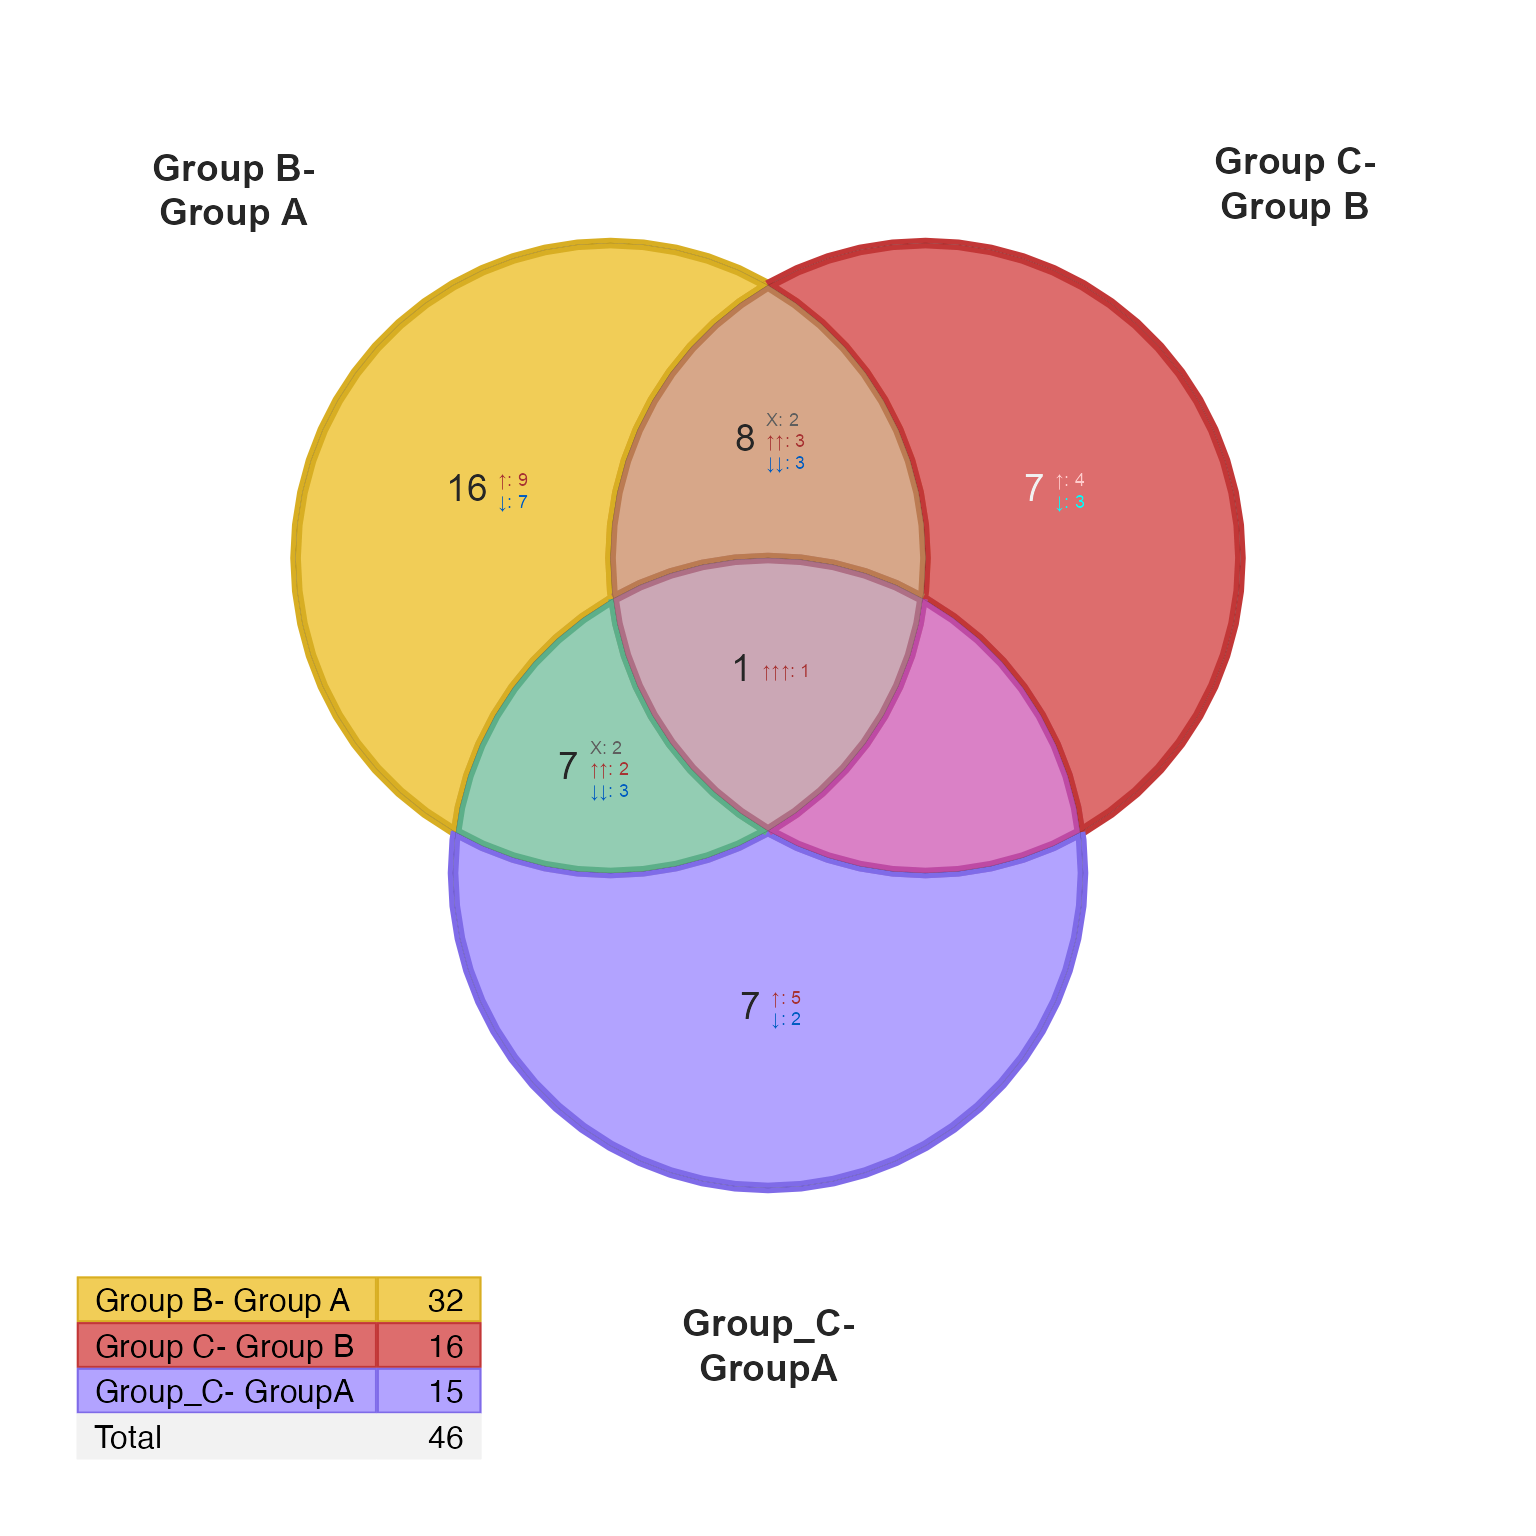 Group B-
Group A
Group C-
Group B
8 X: 2
↑↑: 3
↓↓: 3
16 ↑: 9
↓: 7
7 ↑: 4
↓: 3
1 ↑↑↑: 1
7 X: 2
↑↑: 2
↓↓: 3
7 ↑: 5
↓: 2
Group_C-
GroupA
Group B- Group A 32
Group C- Group B 16
Group_C- GroupA 15
Total 46